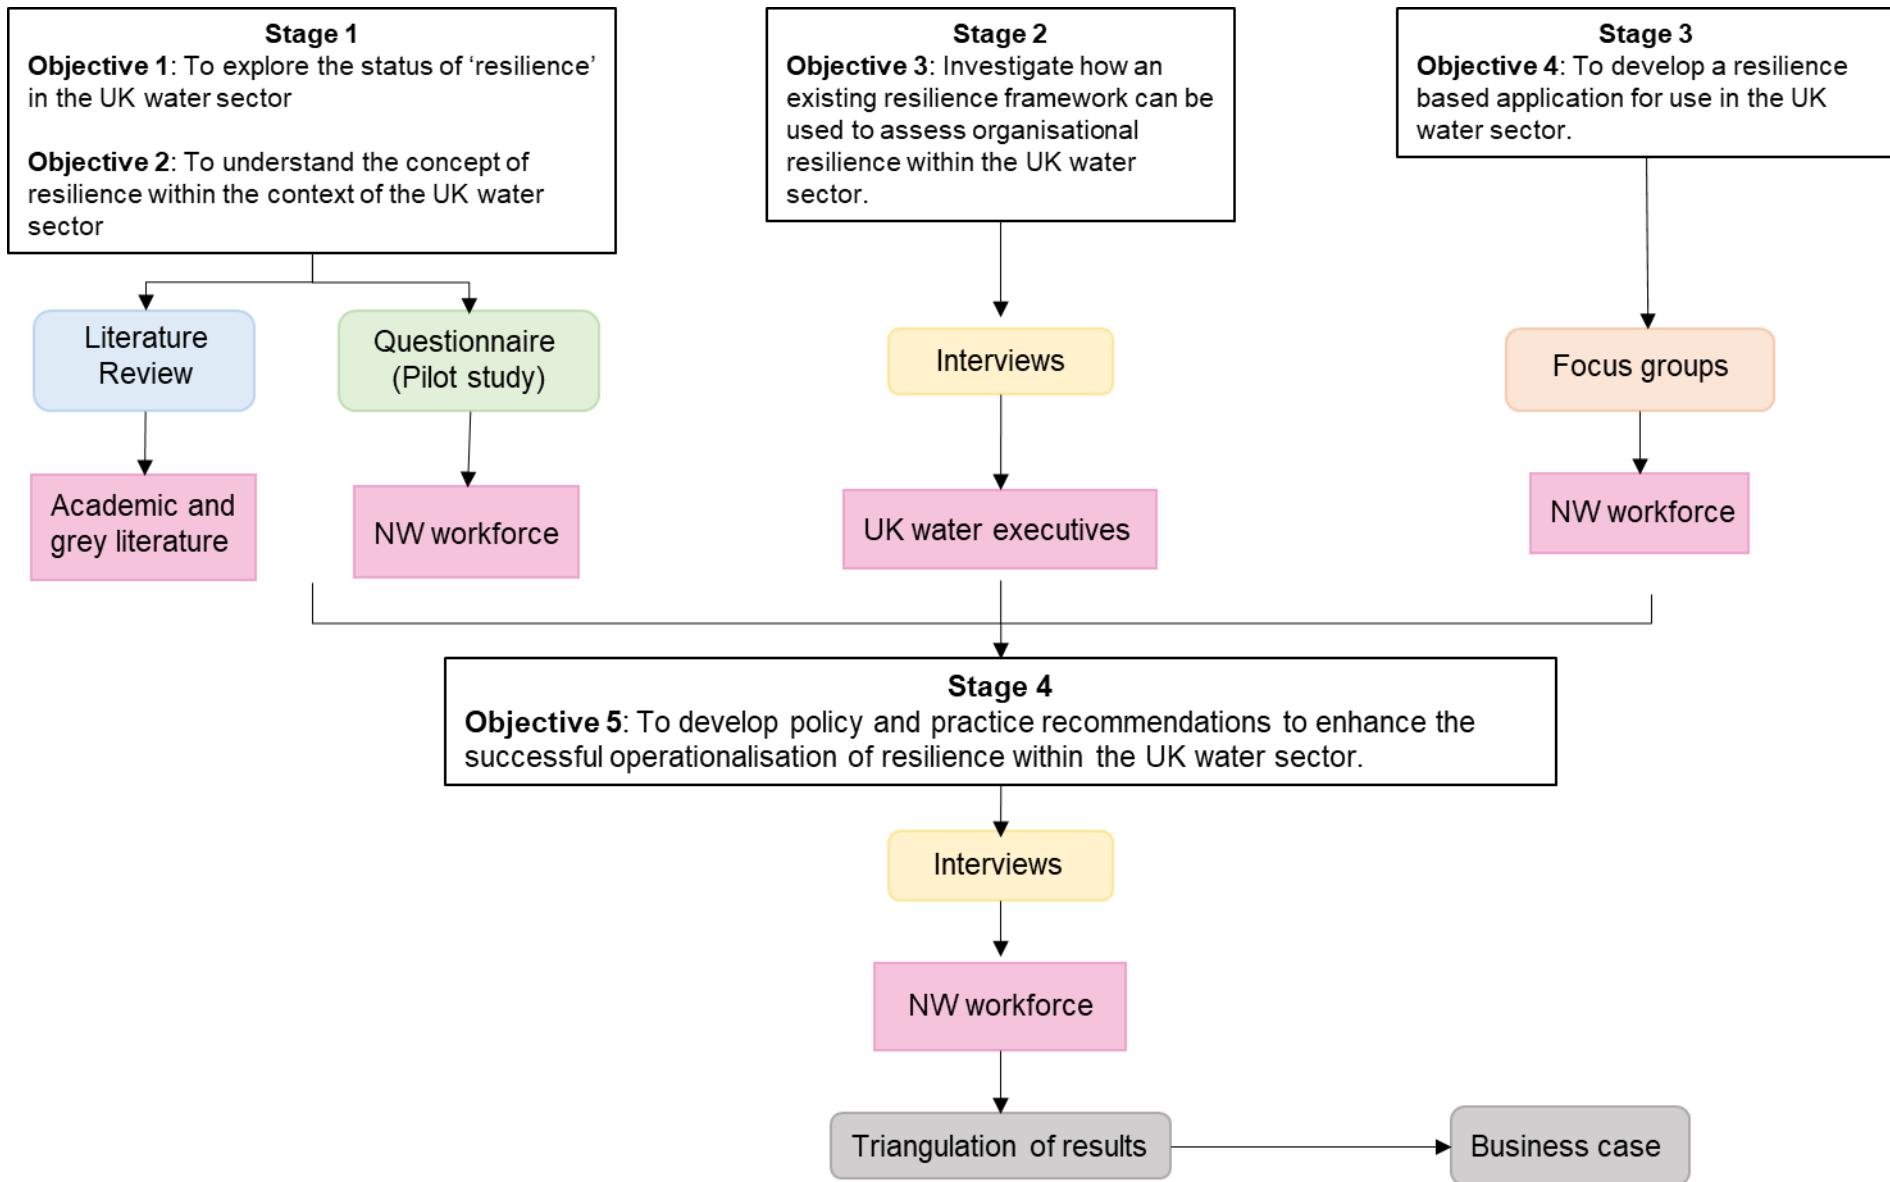 Stage 1
Objective 1: To explore the status of ‘resilience’
in the UK water sector
Objective 2: To understand the concept of
resilience within the context of the UK water
sector
Stage 2
Objective 3: Investigate how an
existing resilience framework can be
used to assess organisational
resilience within the UK water
sector.
Stage 3
Objective 4: To develop a resilience
based application for use in the UK
water sector.
Literature
Review
Questionnaire
(Pilot study)
Interviews
Focus groups
Academic and
grey literature
NW workforce
UK water executives
NW workforce
Stage 4
Objective 5: To develop policy and practice recommendations to enhance the
successful operationalisation of resilience within the UK water sector.
Interviews
NW workforce
Triangulation of results
Business case